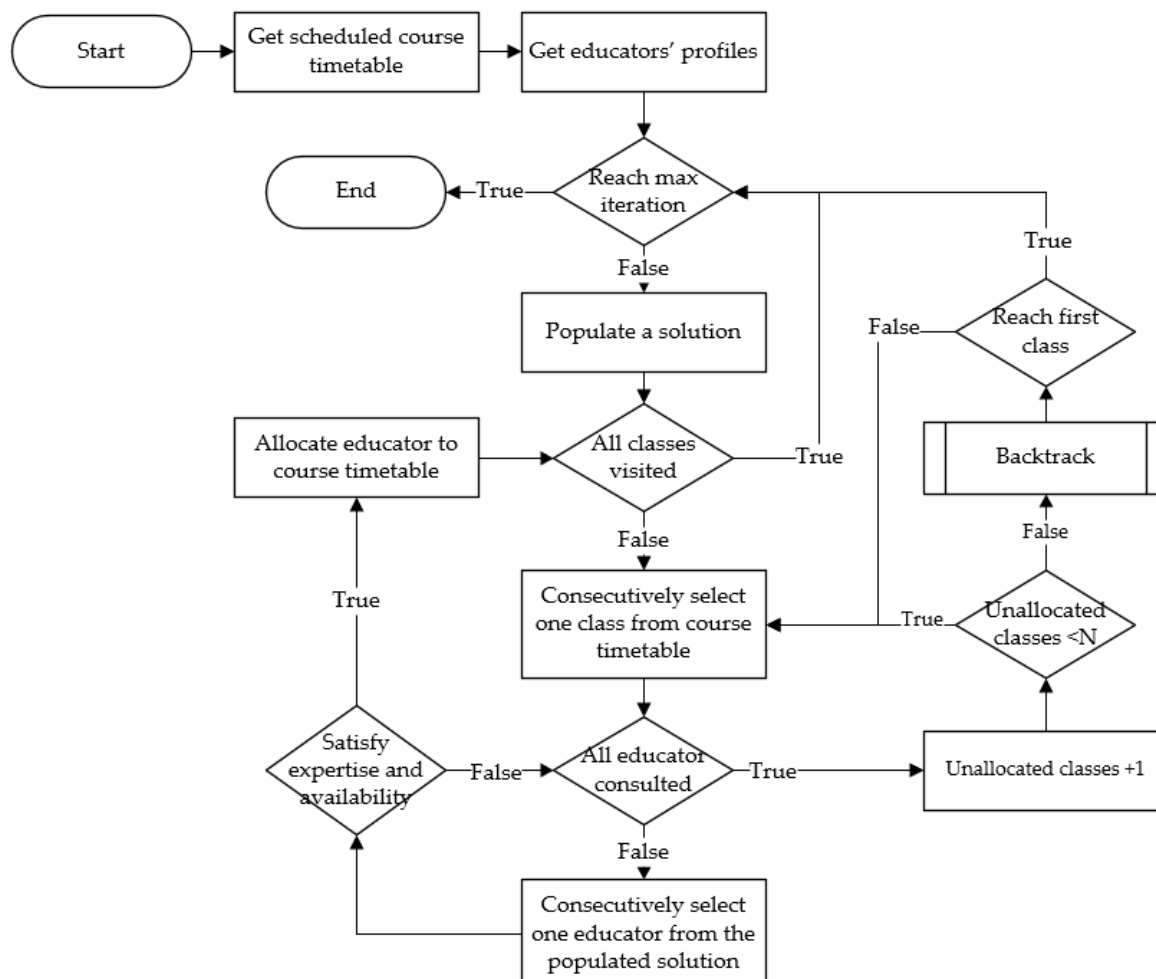 Start
Get scheduled course
timetable
Get educators’ profiles
End
True
Reach max
iteration
True
False
False
Reach first
class
Populate a solution
Allocate educator to
course timetable
All classes
visited
True
Backtrack
False
False
True
Consecutively select
one class from course
timetable
True
Unallocated
classes <N
Satisfy
expertise and
availability
False
All educator
consulted
True
Unallocated classes +1
False
Consecutively select
one educator from the
populated solution